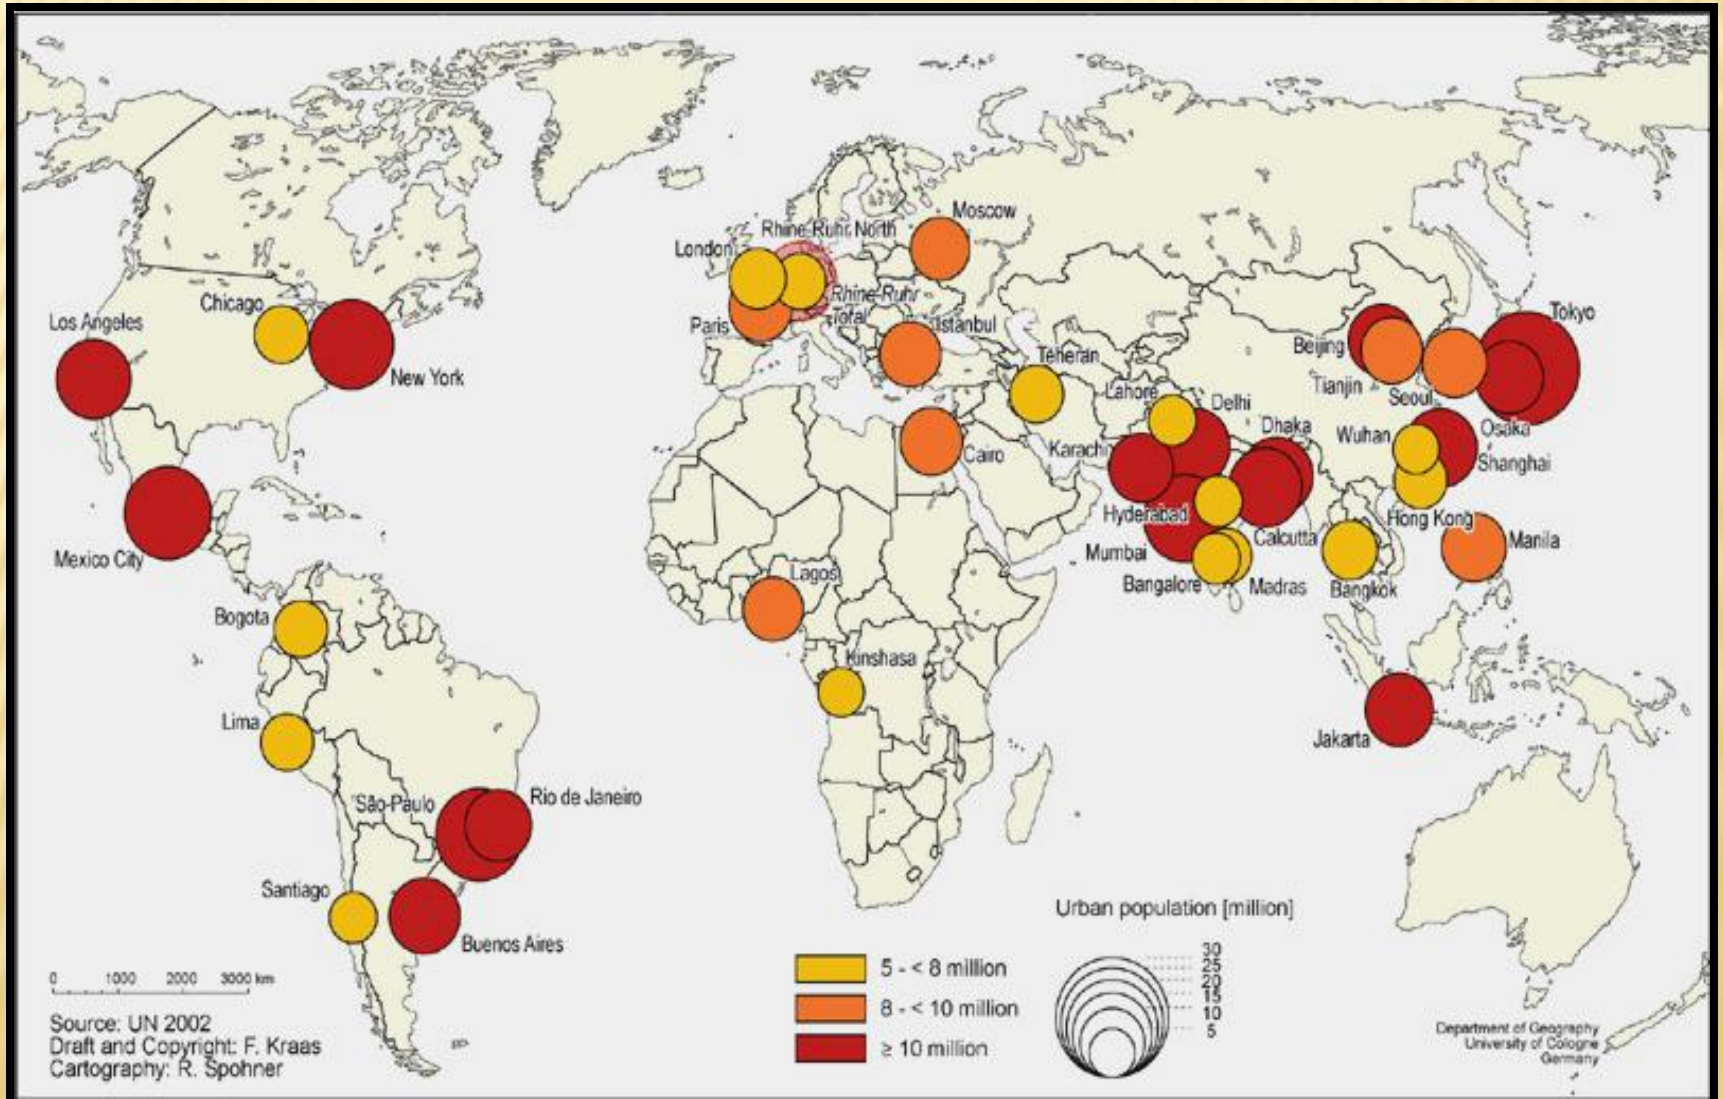 Moscow
Rhine-Ruhr North
London
Chicago
Rhine-Ruhr
Total
Los Angeles
Paris
Istanbul
Tokyo
New York
Teheran
Beijing
Tianjin
Seoul
Lahore
Delhi
Dhaka
Osaka
Wuhan
Cairo
Karachi
Shanghai
Hyderabad
Hong Kong
Mexico City
Mumbai
Calcutta
Manila
Bangalore
Madras
Bangkok
Lagos
Bogota
Kinshasa
Lima
Jakarta
São-Paulo
Rio de Janeiro
Santiago
Buenos Aires
0 1000 2000 3000 km
Source: UN 2002
Draft and Copyright: F. Kraas
Cartography: R. Spohner
5 - < 8 million
8 - < 10 million
≥ 10 million
Urban population [million]
30
25
20
15
10
5
Department of Geography
University of Cologne
Germany